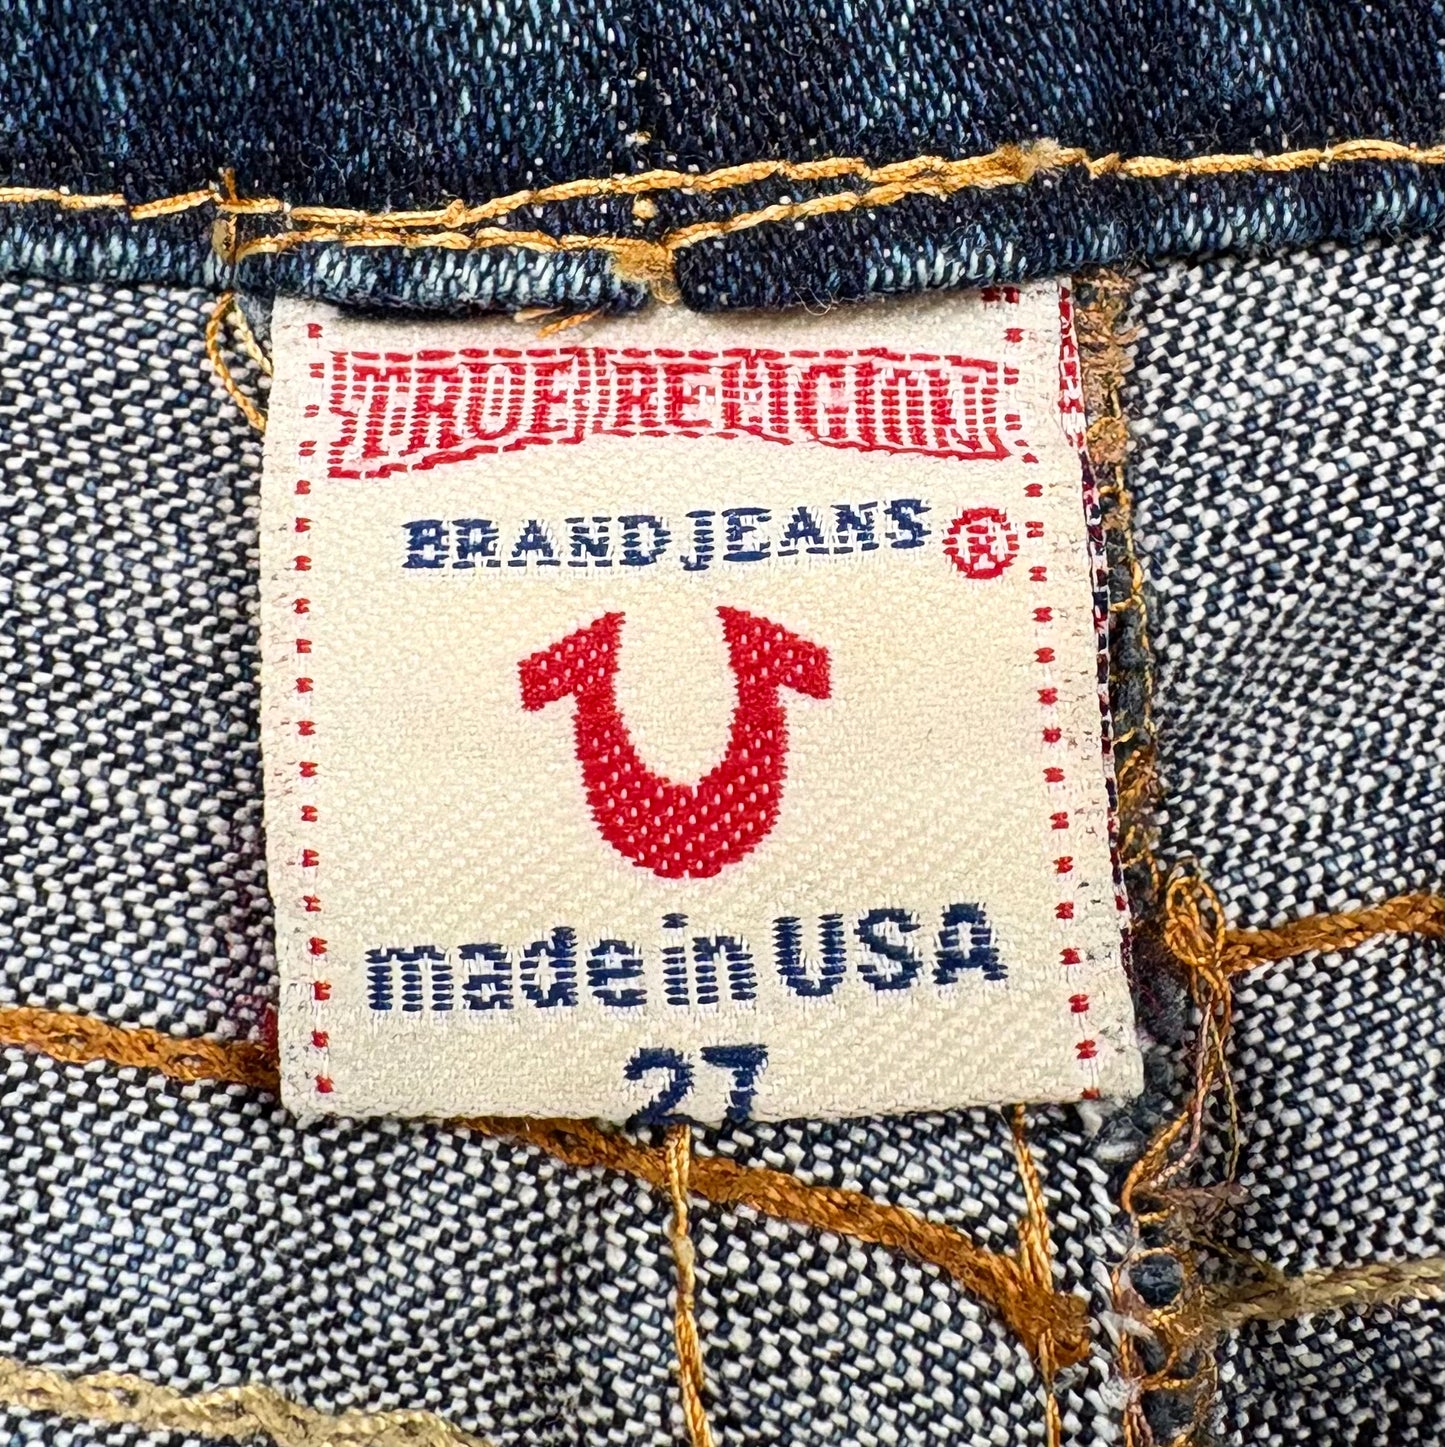 TRUE RELIGION
BRAND JEANS ®
made in USA
27